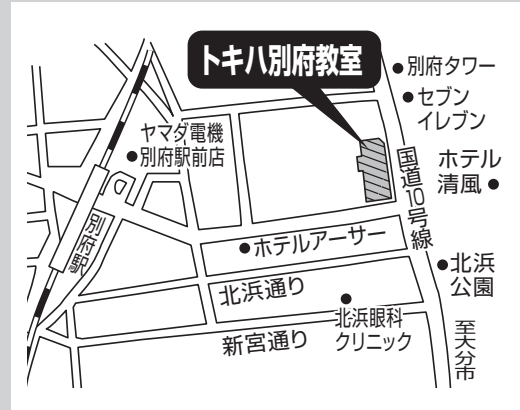 トキハ別府教室
別府タワー
セブン
イレブン
ヤマダ電機
別府駅前店
国道10号線
ホテル
清風
別府駅
ホテルアーサー
北浜
公園
北浜通り
北浜眼科
クリニック
新宮通り
至大分市